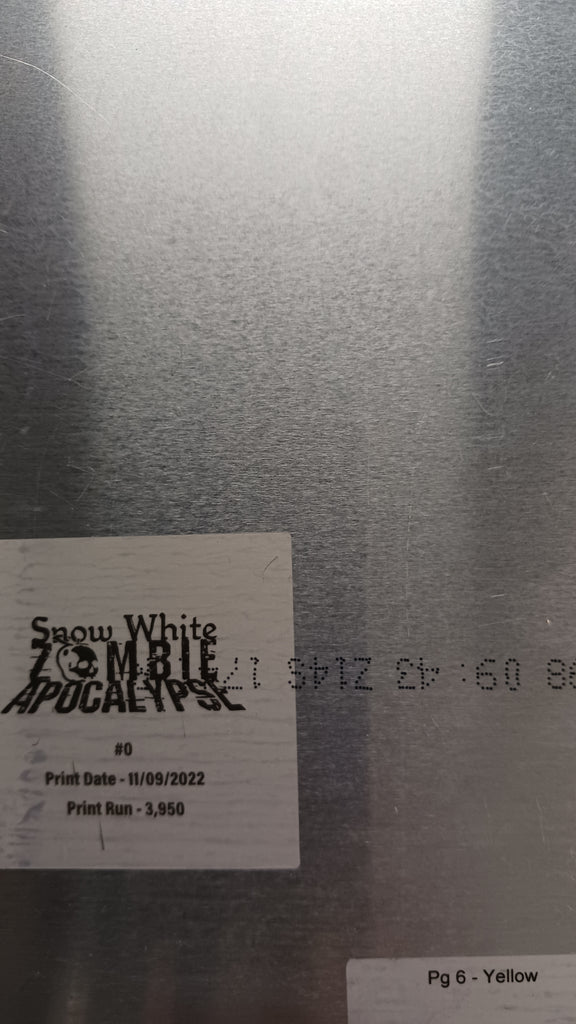 Snow White
ZOMBIE
APOCALYPSE
#0
Print Date - 11/09/2022
Print Run - 3,950
Pg 6 - Yellow